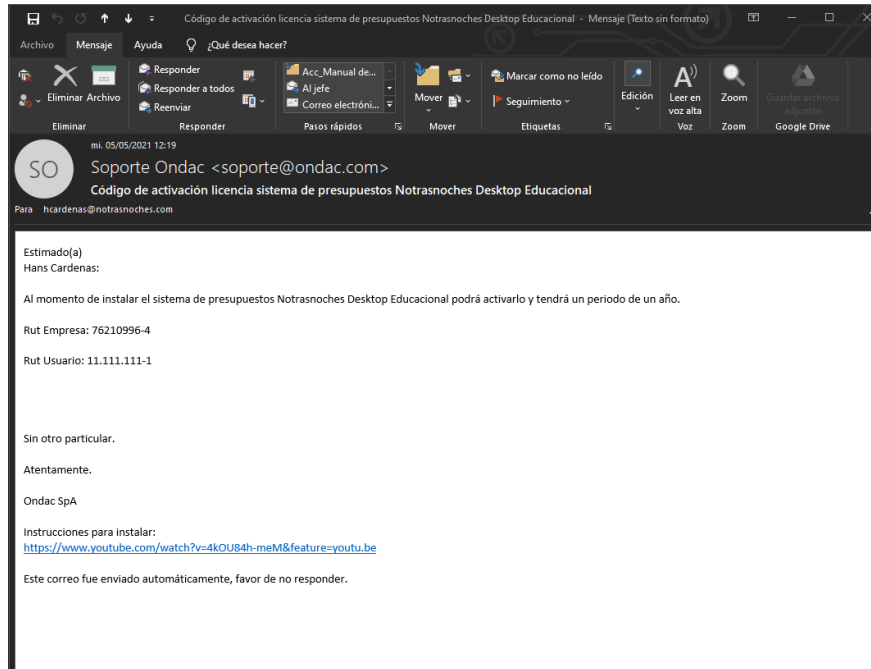 Código de activación licencia sistema de presupuestos Notrasnoches Desktop Educacional - Mensaje (Texto sin formato)
Archivo Mensaje Ayuda ¿Qué desea hacer?
Eliminar Archivo
Responder
Responder a todos
Reenviar
Acc_Manual de...
Al jefe
Correo electróni...
Mover
Marcar como no leído
Seguimiento
Edición
Leer en voz alta
Zoom
Guardar archivos adjuntos
Eliminar Responder Pasos rápidos Mover Etiquetas Voz Zoom Google Drive
mi. 05/05/2021 12:19
SO
Soporte Ondac <soporte@ondac.com>
Código de activación licencia sistema de presupuestos Notrasnoches Desktop Educacional
Para hcardenas@notrasnoches.com
Estimado(a)
Hans Cardenas:
Al momento de instalar el sistema de presupuestos Notrasnoches Desktop Educacional podrá activarlo y tendrá un periodo de un año.
Rut Empresa: 76210996-4
Rut Usuario: 11.111.111-1
Sin otro particular.
Atentamente.
Ondac SpA
Instrucciones para instalar:
https://www.youtube.com/watch?v=4kOU84h-meM&feature=youtu.be
Este correo fue enviado automáticamente, favor de no responder.